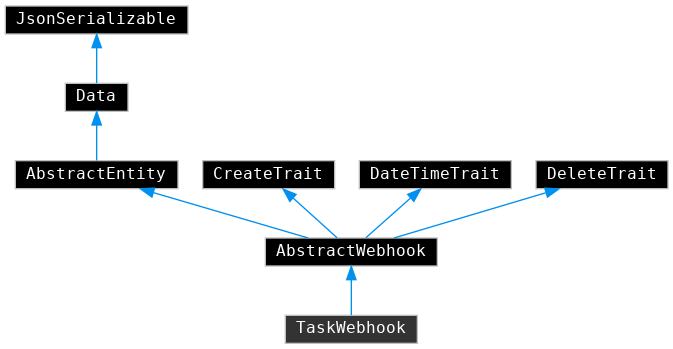 JsonSerializable
Data
AbstractEntity
CreateTrait
DateTimeTrait
DeleteTrait
AbstractWebhook
TaskWebhook